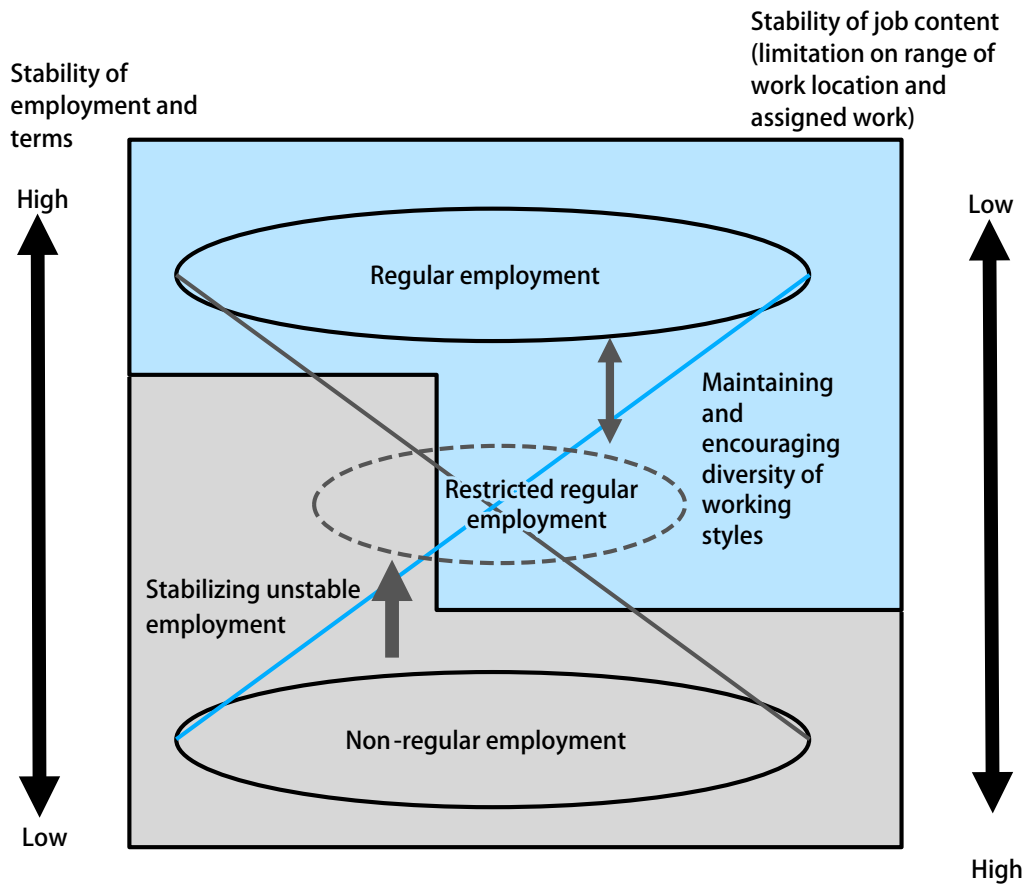 Stability of
employment and
terms
Stability of job content
(limitation on range of
work location and
assigned work)
High
Low
Regular employment
Maintaining
and
encouraging
diversity of
working
styles
Restricted regular
employment
Stabilizing unstable
employment
Non-regular employment
Low
High